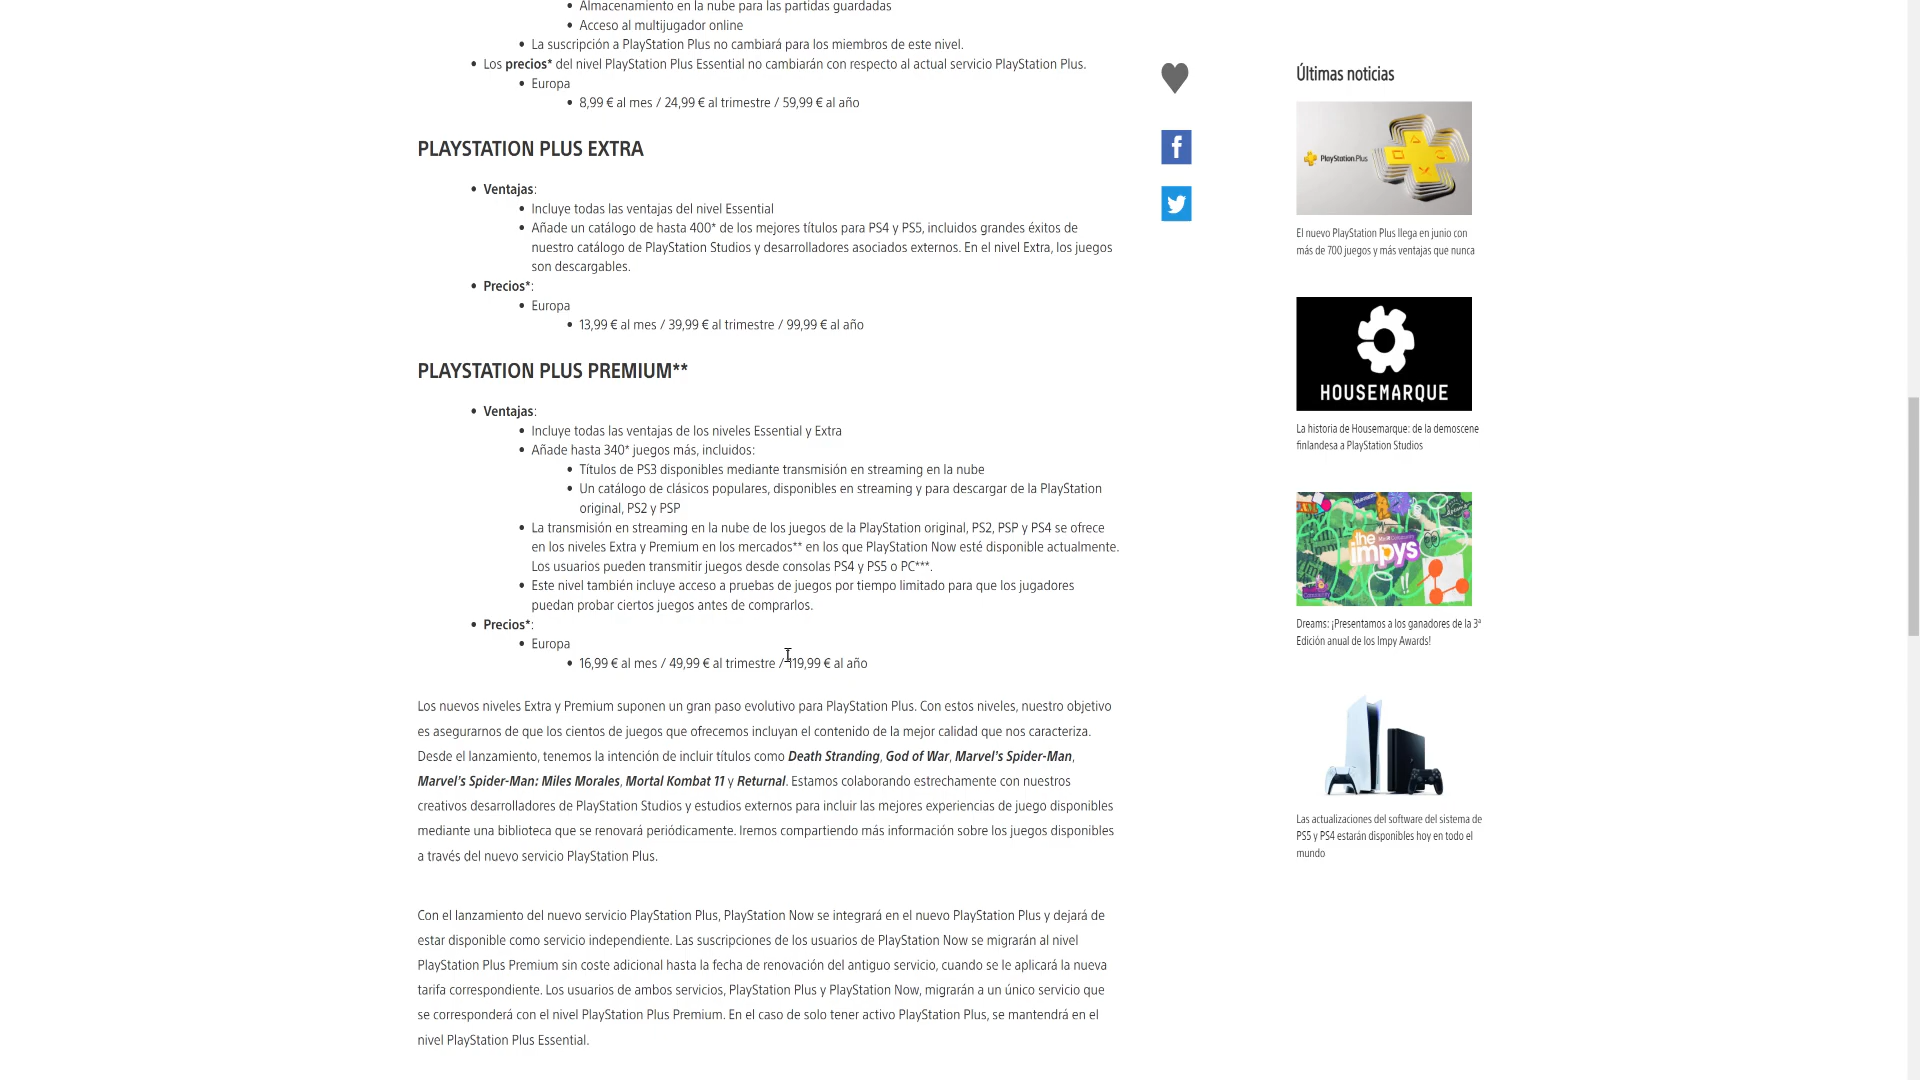 Almacenamiento en la nube para las partidas guardadas
Acceso al multijugador online
La suscripción a PlayStation Plus no cambiará para los miembros de este nivel.
Los precios* del nivel PlayStation Plus Essential no cambiarán con respecto al actual servicio PlayStation Plus.
Europa
8,99 € al mes / 24,99 € al trimestre / 59,99 € al año
PLAYSTATION PLUS EXTRA
Ventajas:
Incluye todas las ventajas del nivel Essential
Añade un catálogo de hasta 400* de los mejores títulos para PS4 y PS5, incluidos grandes éxitos de
nuestro catálogo de PlayStation Studios y desarrolladores asociados externos. En el nivel Extra, los juegos
son descargables.
Precios*:
Europa
13,99 € al mes / 39,99 € al trimestre / 99,99 € al año
PLAYSTATION PLUS PREMIUM**
Ventajas:
Incluye todas las ventajas de los niveles Essential y Extra
Añade hasta 340* juegos más, incluidos:
Títulos de PS3 disponibles mediante transmisión en streaming en la nube
Un catálogo de clásicos populares, disponibles en streaming y para descargar de la PlayStation
original, PS2 y PSP
La transmisión en streaming en la nube de los juegos de la PlayStation original, PS2, PSP y PS4 se ofrece
en los niveles Extra y Premium en los mercados** en los que PlayStation Now esté disponible actualmente.
Los usuarios pueden transmitir juegos desde consolas PS4 y PS5 o PC***.
Este nivel también incluye acceso a pruebas de juegos por tiempo limitado para que los jugadores
puedan probar ciertos juegos antes de comprarlos.
Precios*:
Europa
16,99 € al mes / 49,99 € al trimestre / 119,99 € al año
Los nuevos niveles Extra y Premium suponen un gran paso evolutivo para PlayStation Plus. Con estos niveles, nuestro objetivo
es asegurarnos de que los cientos de juegos que ofrecemos incluyan el contenido de la mejor calidad que nos caracteriza.
Desde el lanzamiento, tenemos la intención de incluir títulos como Death Stranding, God of War, Marvel's Spider-Man,
Marvel's Spider-Man: Miles Morales, Mortal Kombat 11 y Returnal. Estamos colaborando estrechamente con nuestros
creativos desarrolladores de PlayStation Studios y estudios externos para incluir las mejores experiencias de juego disponibles
mediante una biblioteca que se renovará periódicamente. Iremos compartiendo más información sobre los juegos disponibles
a través del nuevo servicio PlayStation Plus.
Con el lanzamiento del nuevo servicio PlayStation Plus, PlayStation Now se integrará en el nuevo PlayStation Plus y dejará de
estar disponible como servicio independiente. Las suscripciones de los usuarios de PlayStation Now se migrarán al nivel
PlayStation Plus Premium sin coste adicional hasta la fecha de renovación del antiguo servicio, cuando se le aplicará la nueva
tarifa correspondiente. Los usuarios de ambos servicios, PlayStation Plus y PlayStation Now, migrarán a un único servicio que
se corresponderá con el nivel PlayStation Plus Premium. En el caso de solo tener activo PlayStation Plus, se mantendrá en el
nivel PlayStation Plus Essential.
Últimas noticias
PlayStation.Plus
El nuevo PlayStation Plus llega en junio con
más de 700 juegos y más ventajas que nunca
HOUSEMARQUE
La historia de Housemarque: de la demoscene
finlandesa a PlayStation Studios
the
impys
Dreams: ¡Presentamos a los ganadores de la 3ª
Edición anual de los Impy Awards!
Las actualizaciones del software del sistema de
PS5 y PS4 estarán disponibles hoy en todo el
mundo